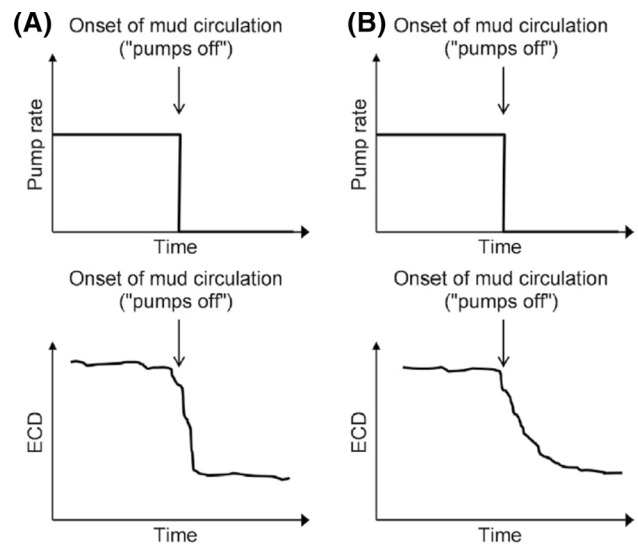 (A)
Onset of mud circulation
("pumps off")
Pump rate
Time
Onset of mud circulation
("pumps off")
ECD
Time
(B)
Onset of mud circulation
("pumps off")
Pump rate
Time
Onset of mud circulation
("pumps off")
ECD
Time